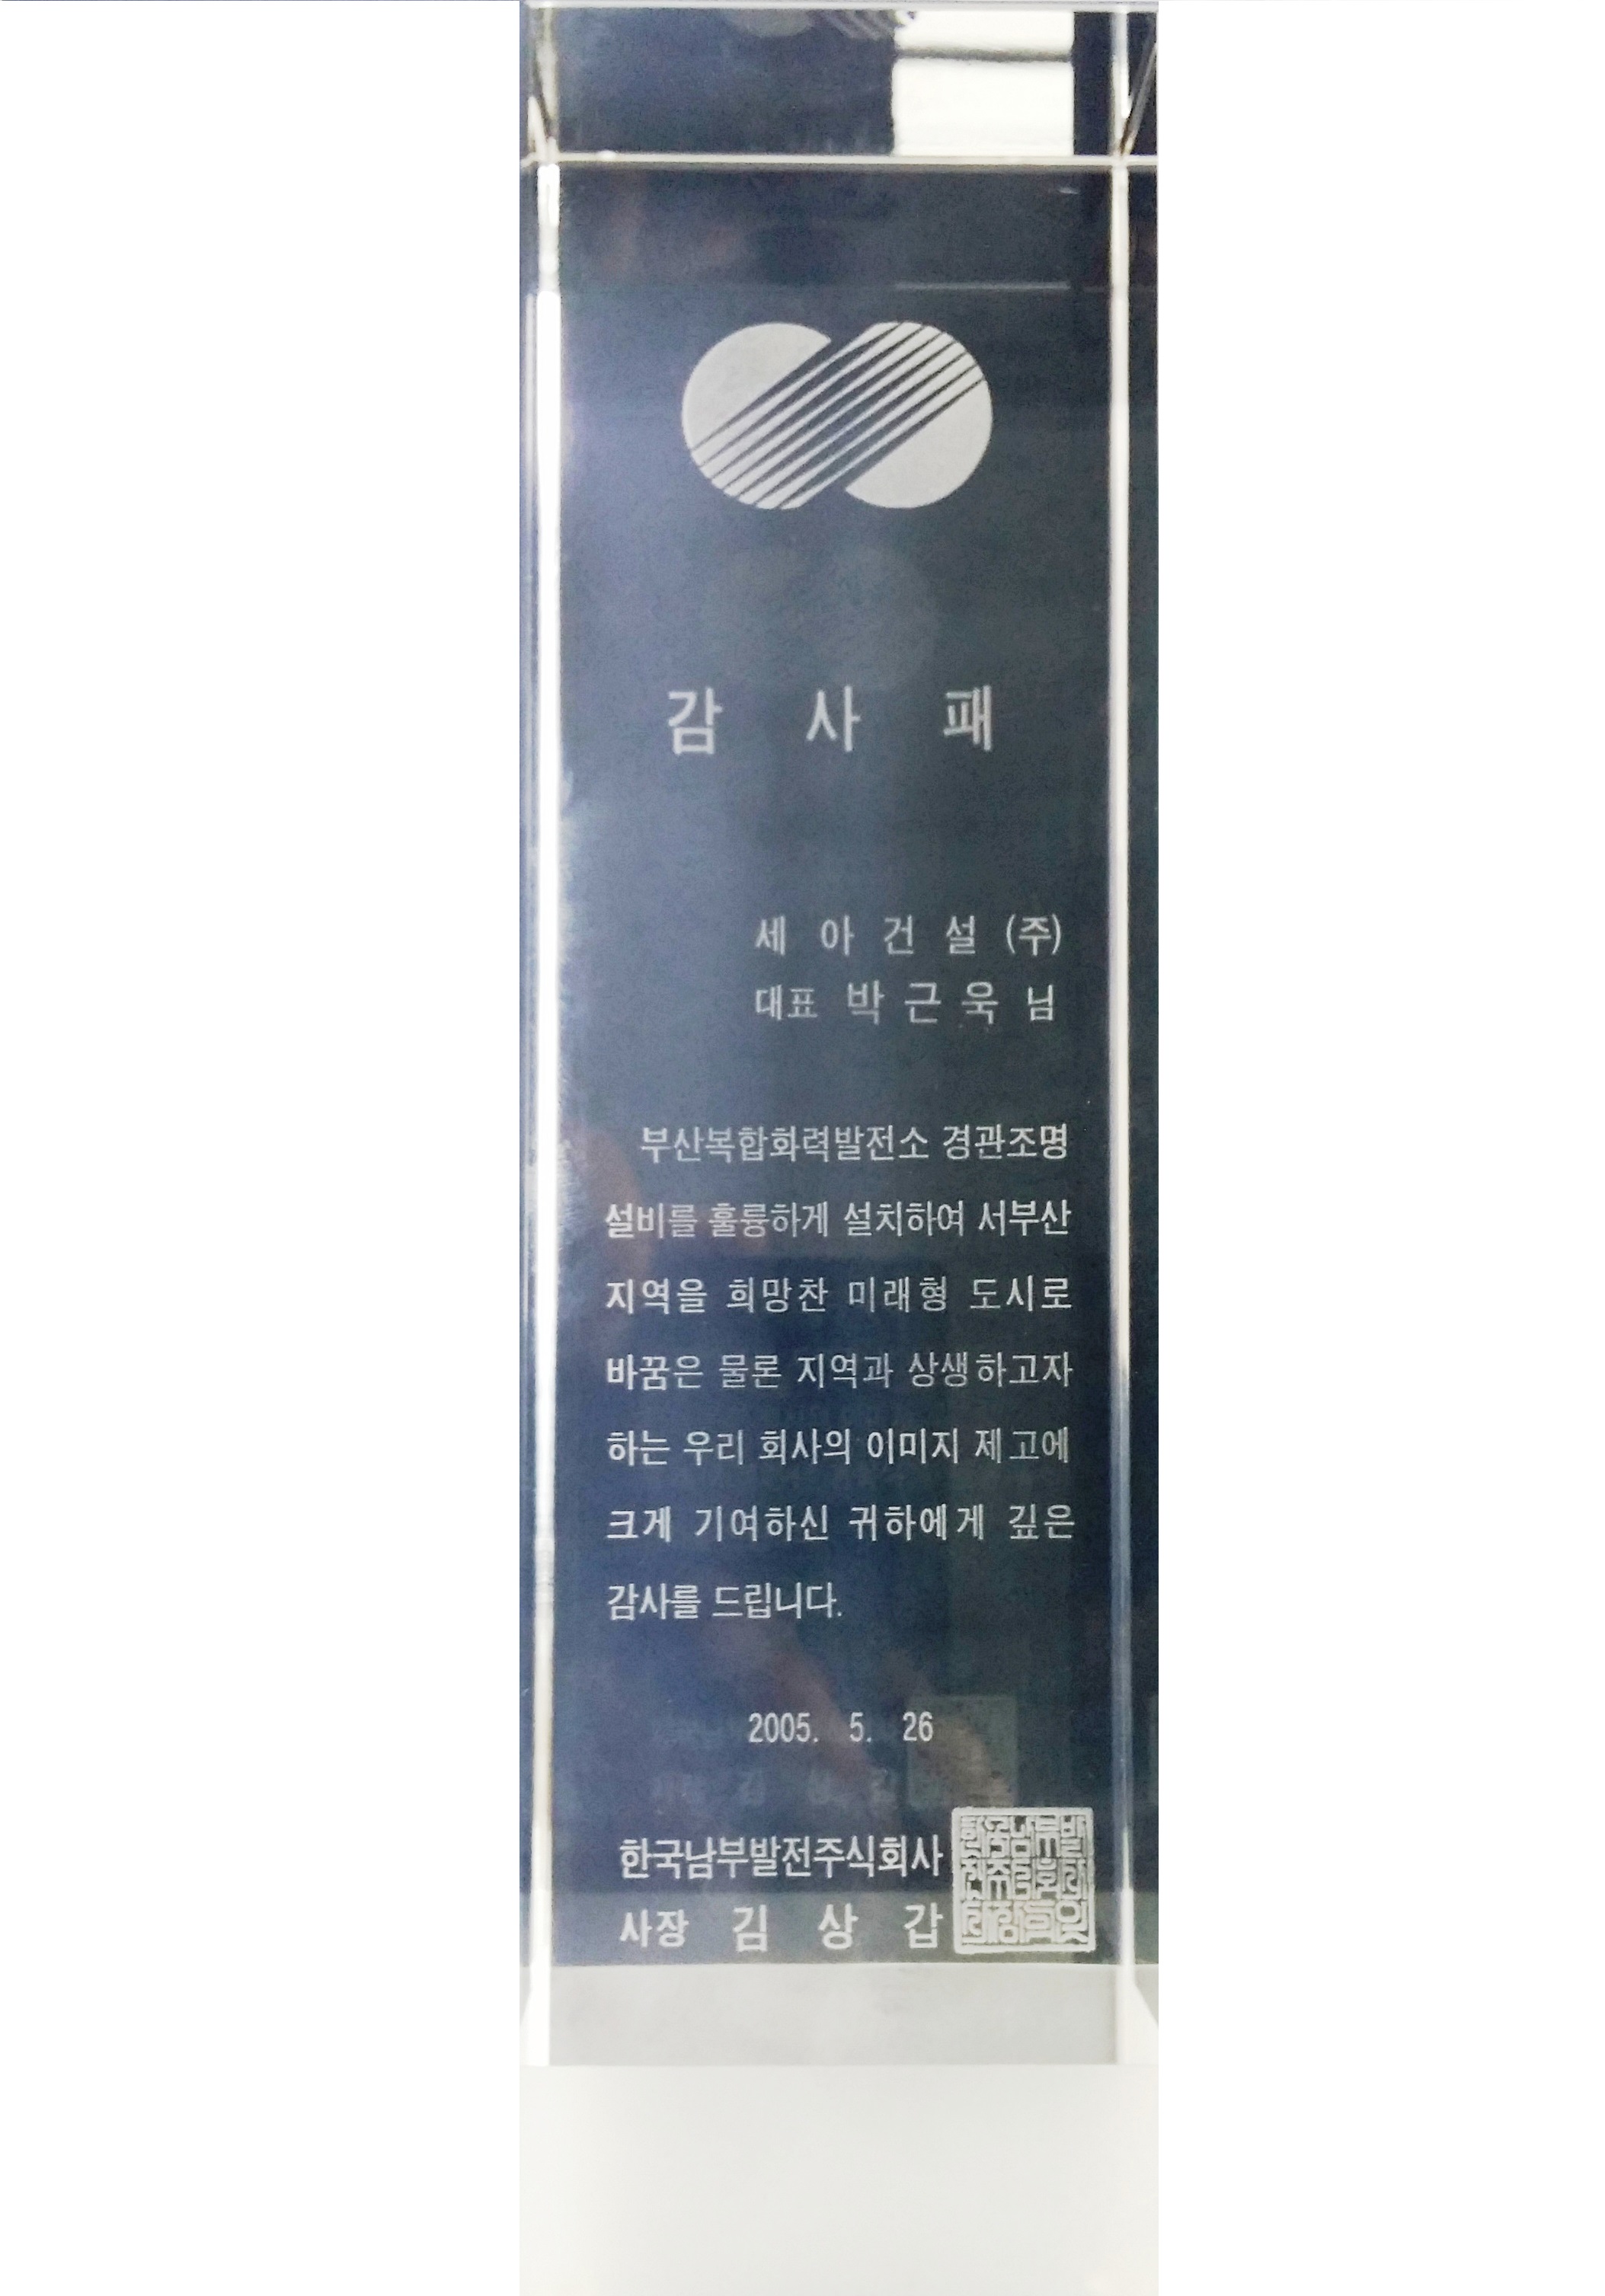 감 사 패
세 아 건 설 (주)
대표 박 근 욱 님
부산복합화력발전소 경관조명
설비를 훌륭하게 설치하여 서부산
지역을 희망찬 미래형 도시로
바꿈은 물론 지역과 상생하고자
하는 우리 회사의 이미지 제고에
크게 기여하신 귀하에게 깊은
감사를 드립니다.
2005. 5. 26
한국남부발전주식회사
사장 김 상 갑